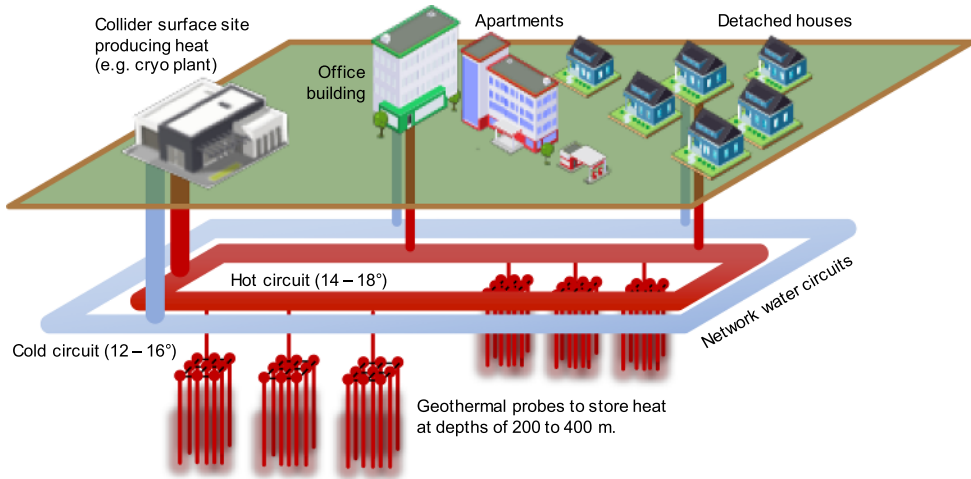 Collider surface site
producing heat
(e.g. cryo plant)
Office
building
Apartments
Detached houses
Hot circuit (14 – 18°)
Network water circuits
Cold circuit (12 – 16°)
Geothermal probes to store heat
at depths of 200 to 400 m.